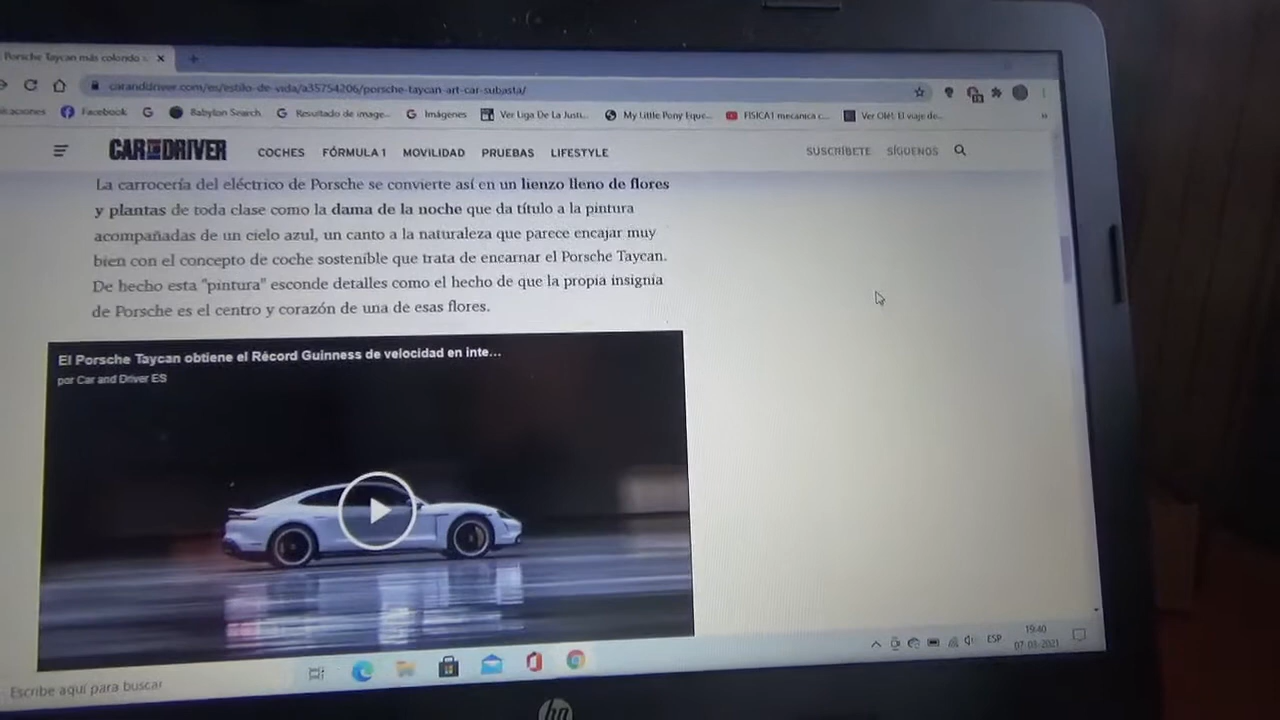 Porsche Taycan más colorido
caranddriver.com/es/estilo-de-vida/a35754206/porsche-taycan-art-car-subasta/
Facebook
Babylon Search
Resultado de image...
Imágenes
Ver Liga De La Justi...
My Little Pony Eque...
FISICA1 mecánica c...
Ver Olé! El viaje de...
CAR AND DRIVER
COCHES
FÓRMULA 1
MOVILIDAD
PRUEBAS
LIFESTYLE
SUSCRÍBETE
SÍGUENOS
La carrocería del eléctrico de Porsche se convierte así en un lienzo lleno de flores
y plantas de toda clase como la dama de la noche que da título a la pintura
acompañadas de un cielo azul, un canto a la naturaleza que parece encajar muy
bien con el concepto de coche sostenible que trata de encarnar el Porsche Taycan.
De hecho esta "pintura" esconde detalles como el hecho de que la propia insignia
de Porsche es el centro y corazón de una de esas flores.
El Porsche Taycan obtiene el Récord Guinness de velocidad en inte...
por Car and Driver ES
Escribe aquí para buscar
ESP
19:40
07-03-2021
hp